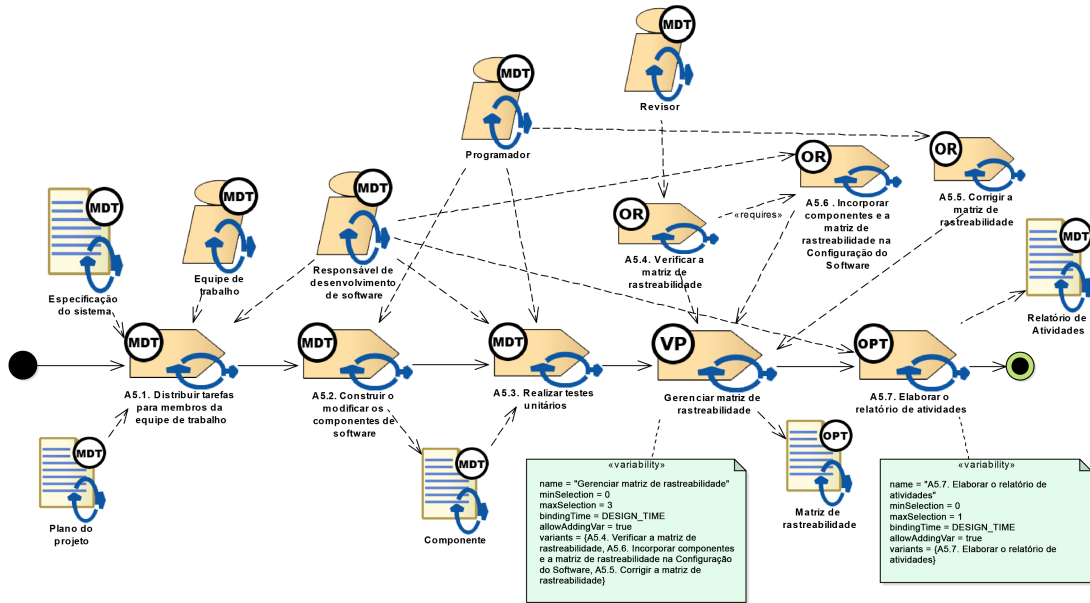 MDT
Revisor
MDT
Programador
MDT
Especificação
do sistema
MDT
Equipe de
trabalho
MDT
Responsável de
desenvolvimento
de software
OR
A5.4. Verificar a
matriz de
rastreabilidade
«requires»
OR
A5.6 . Incorporar
componentes e a
matriz de
rastreabilidade na
Configuração do
Software
OR
A5.5. Corrigir a
matriz de
rastreabilidade
MDT
Relatório de
Atividades
MDT
A5.1. Distribuir tarefas
para membros da
equipe de trabalho
MDT
A5.2. Construir o
modificar os
componentes de
software
MDT
A5.3. Realizar testes
unitários
VP
Gerenciar matriz
de rastreabilidade
OPT
A5.7. Elaborar o
relatório de atividades
MDT
Plano do
projeto
MDT
Componente
OPT
Matriz de
rastreabilidade
«variability»
name = "Gerenciar matriz de rastreabilidade"
minSelection = 0
maxSelection = 3
bindingTime = DESIGN_TIME
allowAddingVar = true
variants = {A5.4. Verificar a matriz de
rastreabilidade, A5.6. Incorporar componentes
e a matriz de rastreabilidade na Configuração
do Software, A5.5. Corrigir a matriz de
rastreabilidade}
«variability»
name = "A5.7. Elaborar o relatório de
atividades"
minSelection = 0
maxSelection = 1
bindingTime = DESIGN_TIME
allowAddingVar = true
variants = {A5.7. Elaborar o relatório de
atividades}